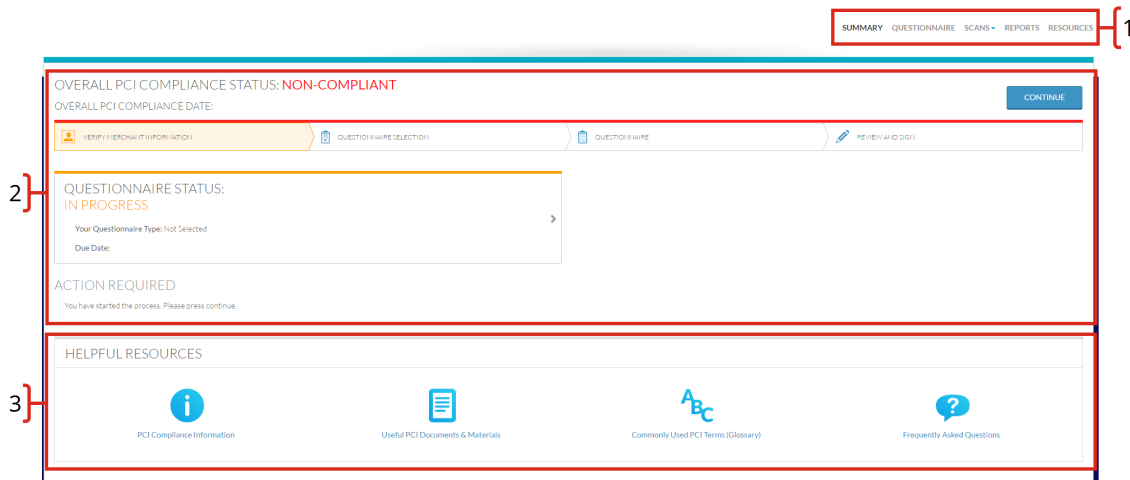 SUMMARY QUESTIONNAIRE SCANS REPORTS RESOURCES
1
OVERALL PCI COMPLIANCE STATUS: NON-COMPLIANT
CONTINUE
OVERALL PCI COMPLIANCE DATE:
VERIFY MERCHANT INFORMATION
QUESTIONNAIRE SELECTION
QUESTIONNAIRE
REVIEW AND SIGN
2
QUESTIONNAIRE STATUS:
IN PROGRESS
Your Questionnaire Type: Not Selected
Due Date:
ACTION REQUIRED
You have started the process. Please press continue.
3
HELPFUL RESOURCES
i
ABC
?
PCI Compliance Information
Useful PCI Documents & Materials
Commonly Used PCI Terms (Glossary)
Frequently Asked Questions